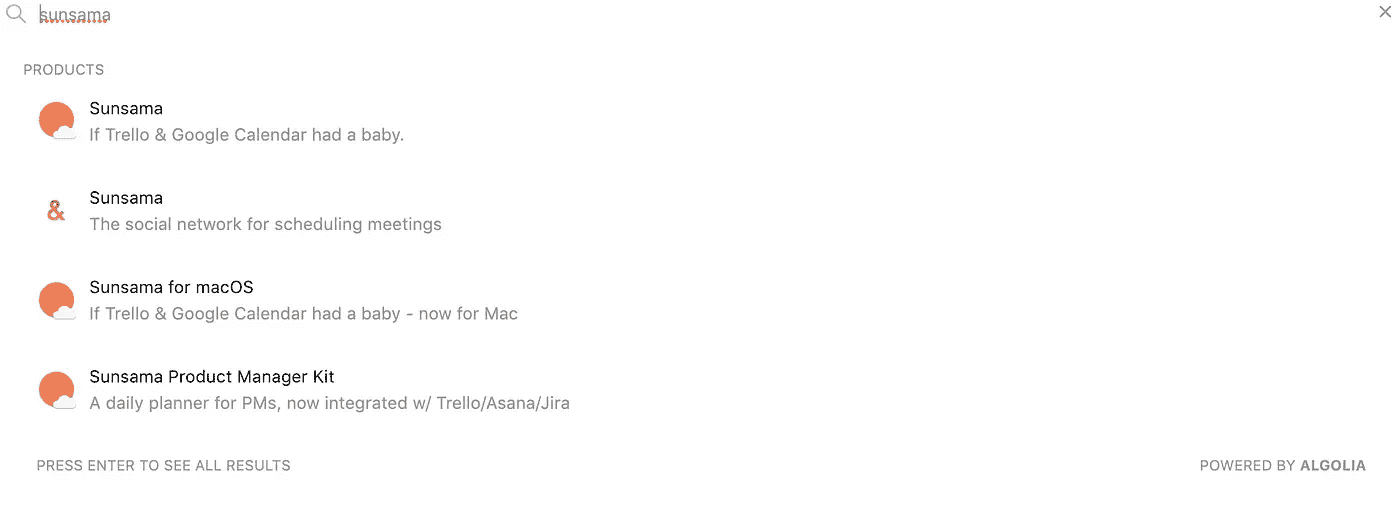 sunsama
PRODUCTS
Sunsama
If Trello & Google Calendar had a baby.
&
Sunsama
The social network for scheduling meetings
Sunsama for macOS
If Trello & Google Calendar had a baby - now for Mac
Sunsama Product Manager Kit
A daily planner for PMs, now integrated w/ Trello/Asana/Jira
PRESS ENTER TO SEE ALL RESULTS
POWERED BY ALGOLIA